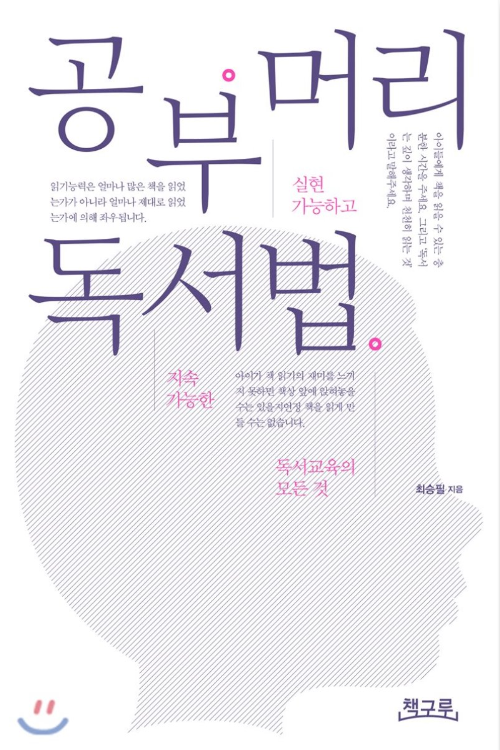 공부머리
독서법
읽기능력은 얼마나 많은 책을 읽었
는가가 아니라 얼마나 제대로 읽었
는가에 의해 좌우됩니다.
실현
가능하고
아이들에게 책을 읽을 수 있는 충
분한 시간을 주세요. 그리고 '독서
는 깊이 생각하며 천천히 읽는 것'
이라고 말해주세요.
지속
가능한
아이가 책 읽기의 재미를 느끼
지 못하면 책상 앞에 앉혀놓을
수는 있을지언정 책을 읽게 만
들 수는 없습니다.
독서교육의
모든 것
최승필 지음
책구루